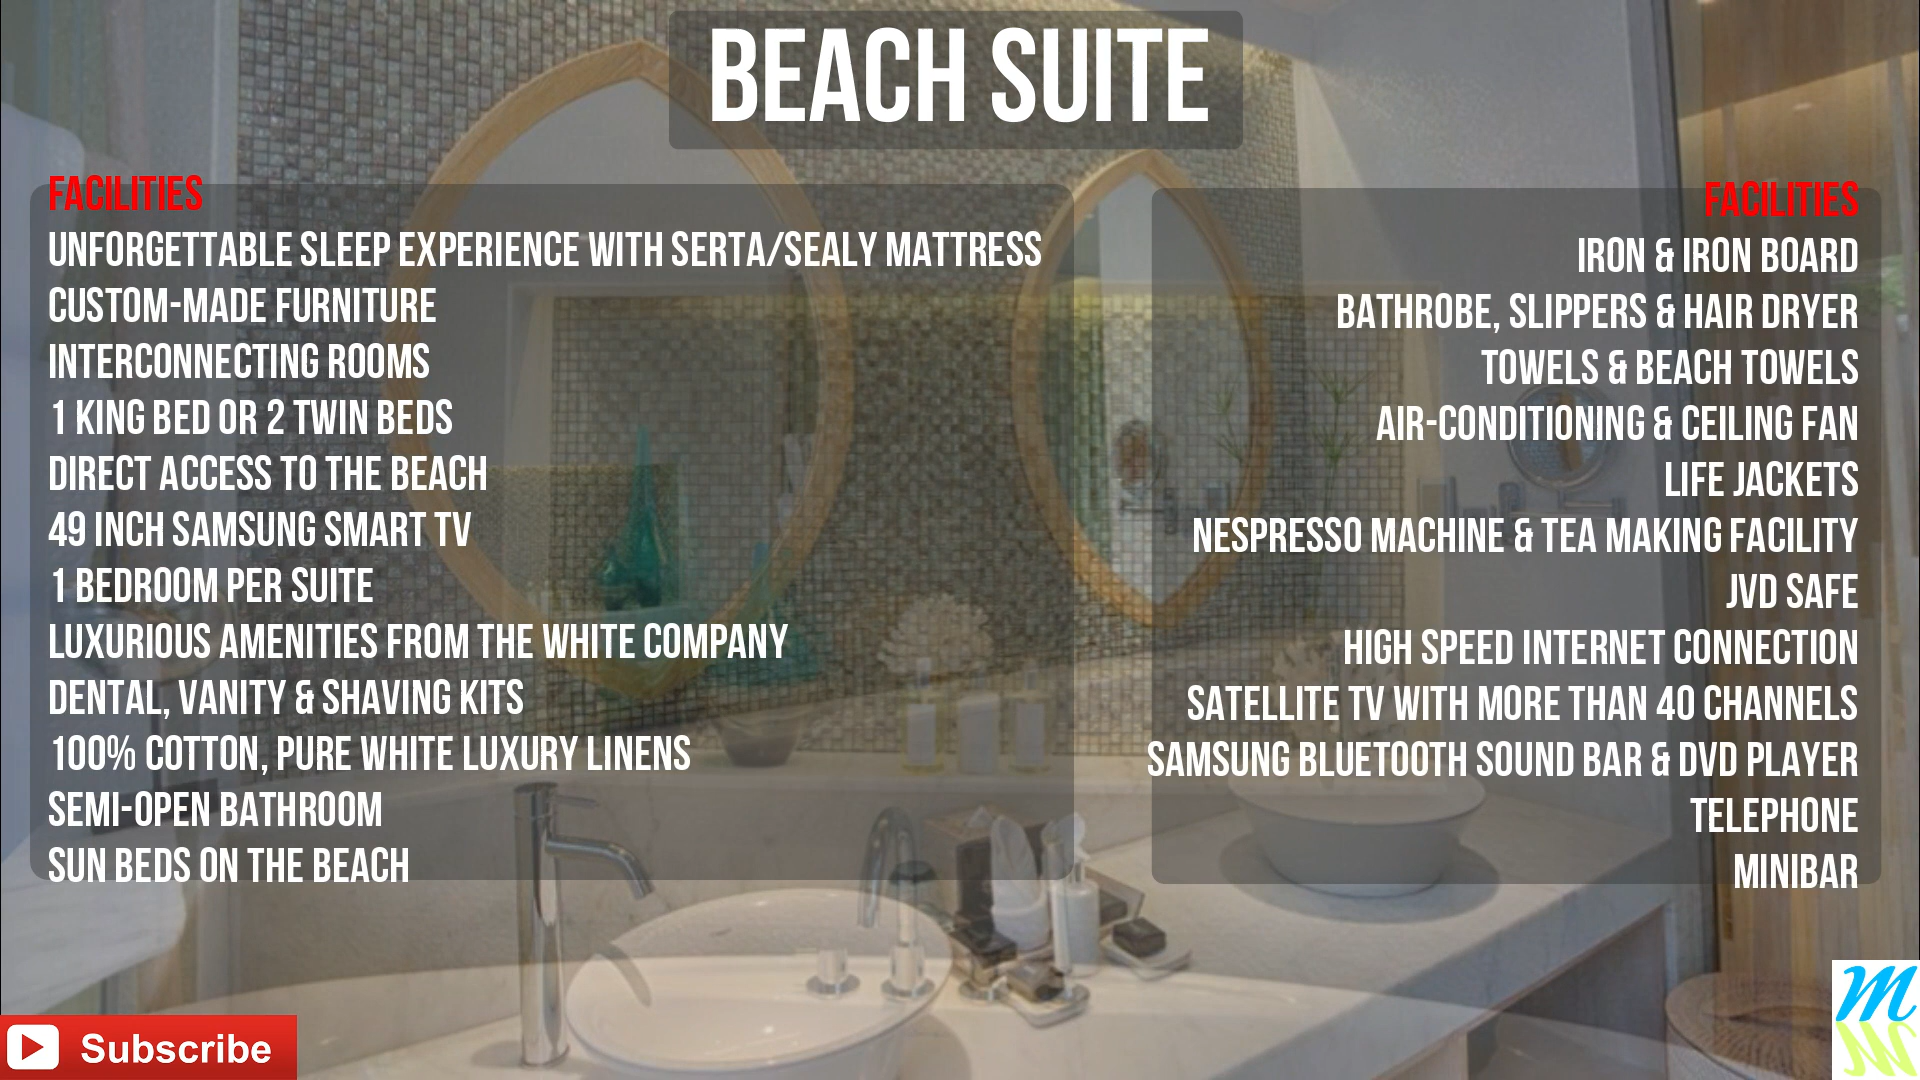 BEACH SUITE
FACILITIES
UNFORGETTABLE SLEEP EXPERIENCE WITH SERTA/SEALY MATTRESS
CUSTOM-MADE FURNITURE
INTERCONNECTING ROOMS
1 KING BED OR 2 TWIN BEDS
DIRECT ACCESS TO THE BEACH
49 INCH SAMSUNG SMART TV
1 BEDROOM PER SUITE
LUXURIOUS AMENITIES FROM THE WHITE COMPANY
DENTAL, VANITY & SHAVING KITS
100% COTTON, PURE WHITE LUXURY LINENS
SEMI-OPEN BATHROOM
SUN BEDS ON THE BEACH
FACILITIES
IRON & IRON BOARD
BATHROBE, SLIPPERS & HAIR DRYER
TOWELS & BEACH TOWELS
AIR-CONDITIONING & CEILING FAN
LIFE JACKETS
NESPRESSO MACHINE & TEA MAKING FACILITY
JVD SAFE
HIGH SPEED INTERNET CONNECTION
SATELLITE TV WITH MORE THAN 40 CHANNELS
SAMSUNG BLUETOOTH SOUND BAR & DVD PLAYER
TELEPHONE
MINIBAR
Subscribe
M